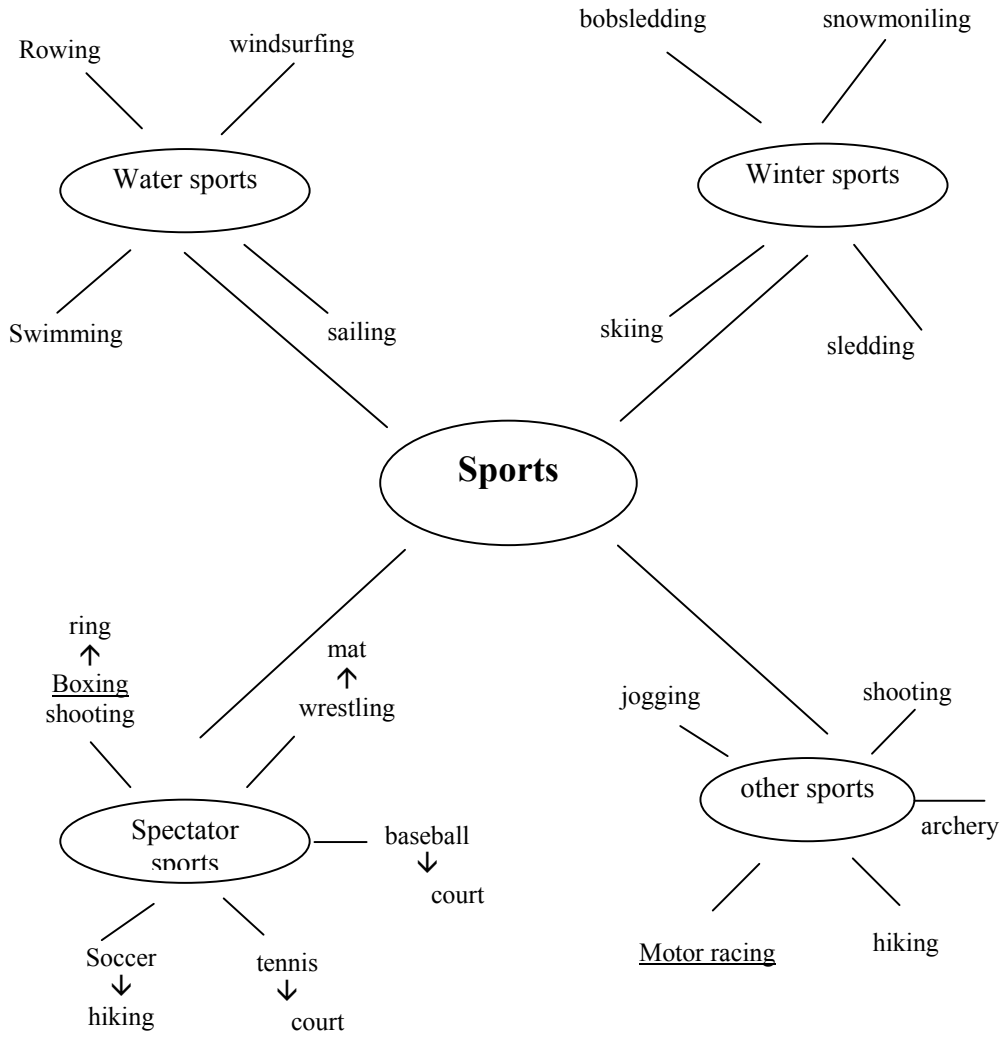 bobsledding
snowmoniling
Rowing
windsurfing
Water sports
Winter sports
Swimming
sailing
skiing
sledding
Sports
ring
Boxing
shooting
mat
wrestling
jogging
shooting
Spectator
sports
baseball
court
other sports
archery
Soccer
hiking
tennis
court
Motor racing
hiking